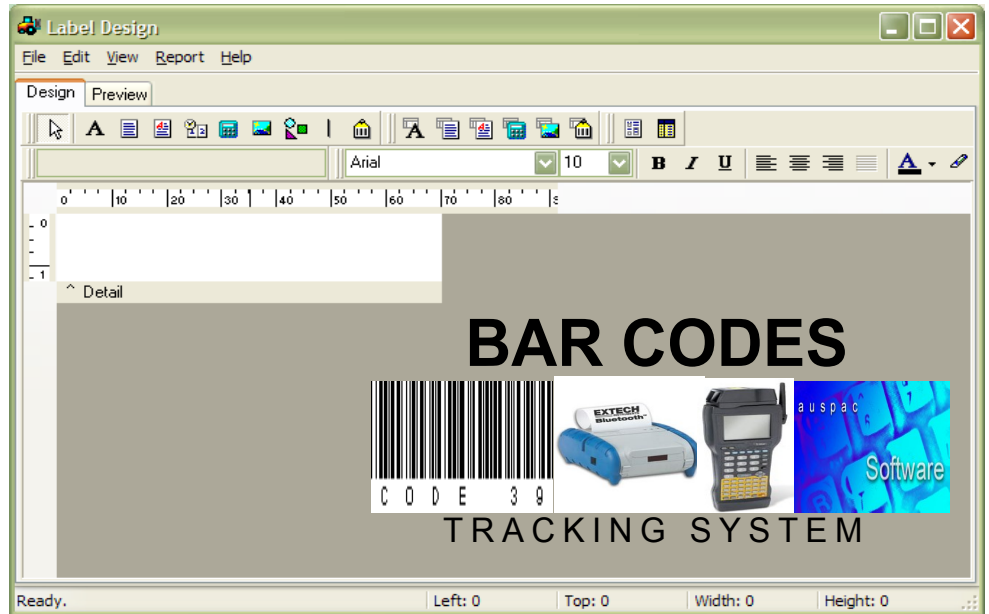 Label Design
File Edit View Report Help
Design Preview
Arial 10 B I U A
0 10 20 30 40 50 60 70 80
0
1
^ Detail
BAR CODES
EXTECH
Bluetooth™
auspac
Software
CODE 39
TRACKING SYSTEM
Ready. Left: 0 Top: 0 Width: 0 Height: 0